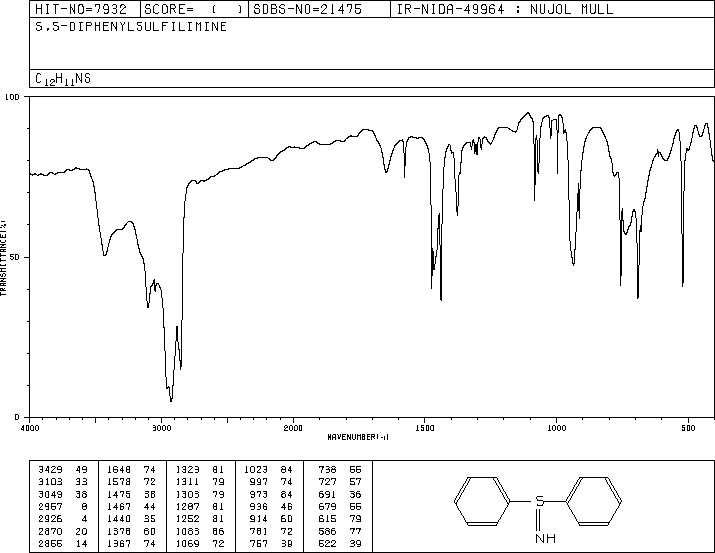 HIT-NO=7932 SCORE= ( ) SDBS-NO=21475 IR-NIDA-49964 : NUJOL MULL
S,S-DIPHENYLSULFILIMINE
C12H11NS
100
50
0
TRANSMITTANCE(%)
4000 3000 2000 1500 1000 500
WAVENUMBER(-1)
3429 49 1648 74 1323 81 1023 84 738 55
3103 33 1578 72 1311 79 997 74 727 57
3049 38 1475 38 1303 79 973 84 691 36
2957 8 1467 44 1287 81 936 46 679 55
2926 4 1440 35 1252 81 914 60 615 79
2870 20 1378 60 1083 66 781 72 586 77
2855 14 1367 74 1069 72 757 39 522 39
S
NH